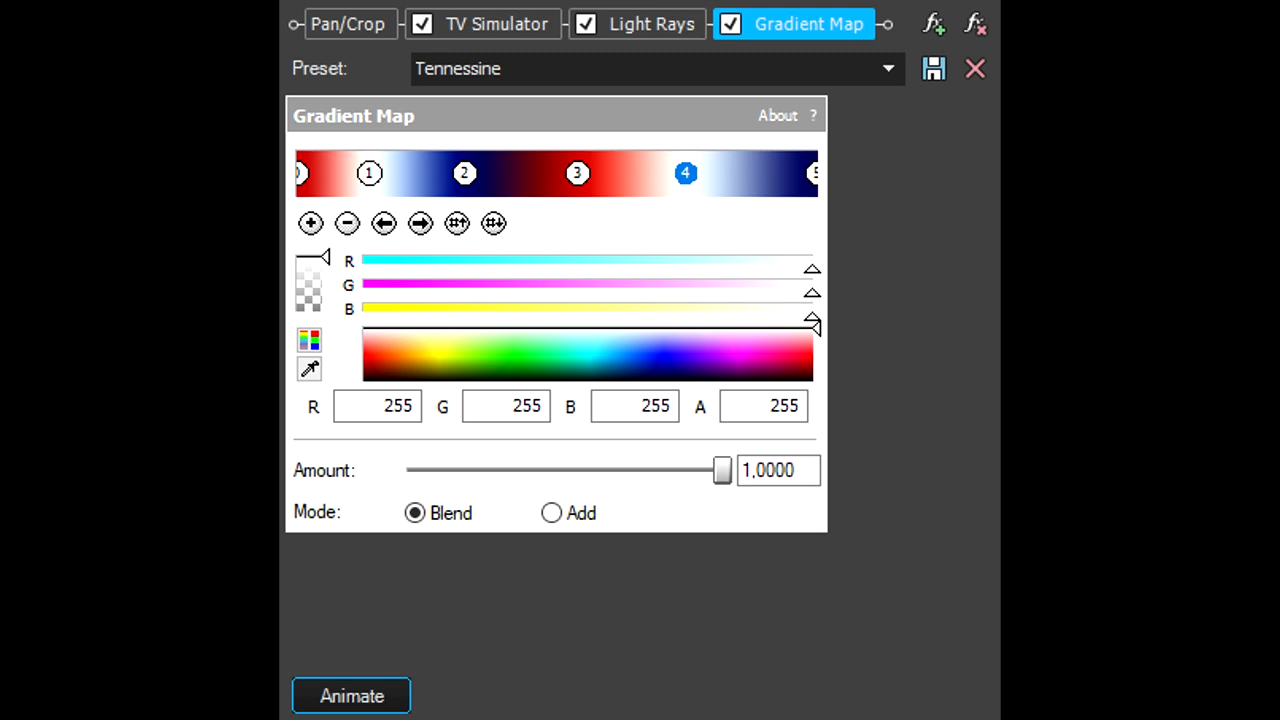 Pan/Crop TV Simulator Light Rays Gradient Map
Preset: Tennessine
Gradient Map About ?
1 2 3 4 5
R
G
B
R 255 G 255 B 255 A 255
Amount: 1,0000
Mode: Blend Add
Animate